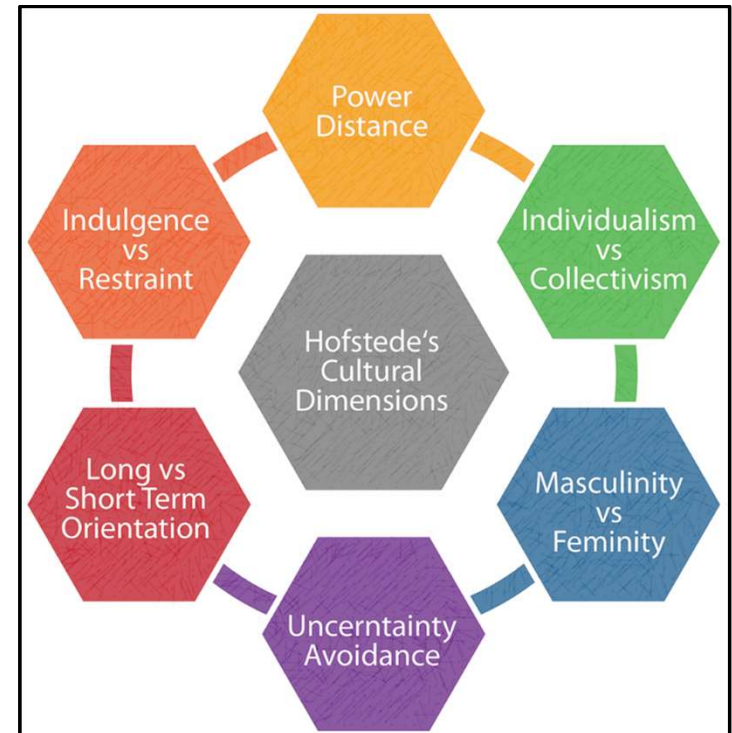 Power
Distance
Indulgence
vs
Restraint
Individualism
vs
Collectivism
Hofstede‘s
Cultural
Dimensions
Long vs
Short Term
Orientation
Masculinity
vs
Feminity
Uncerntainty
Avoidance